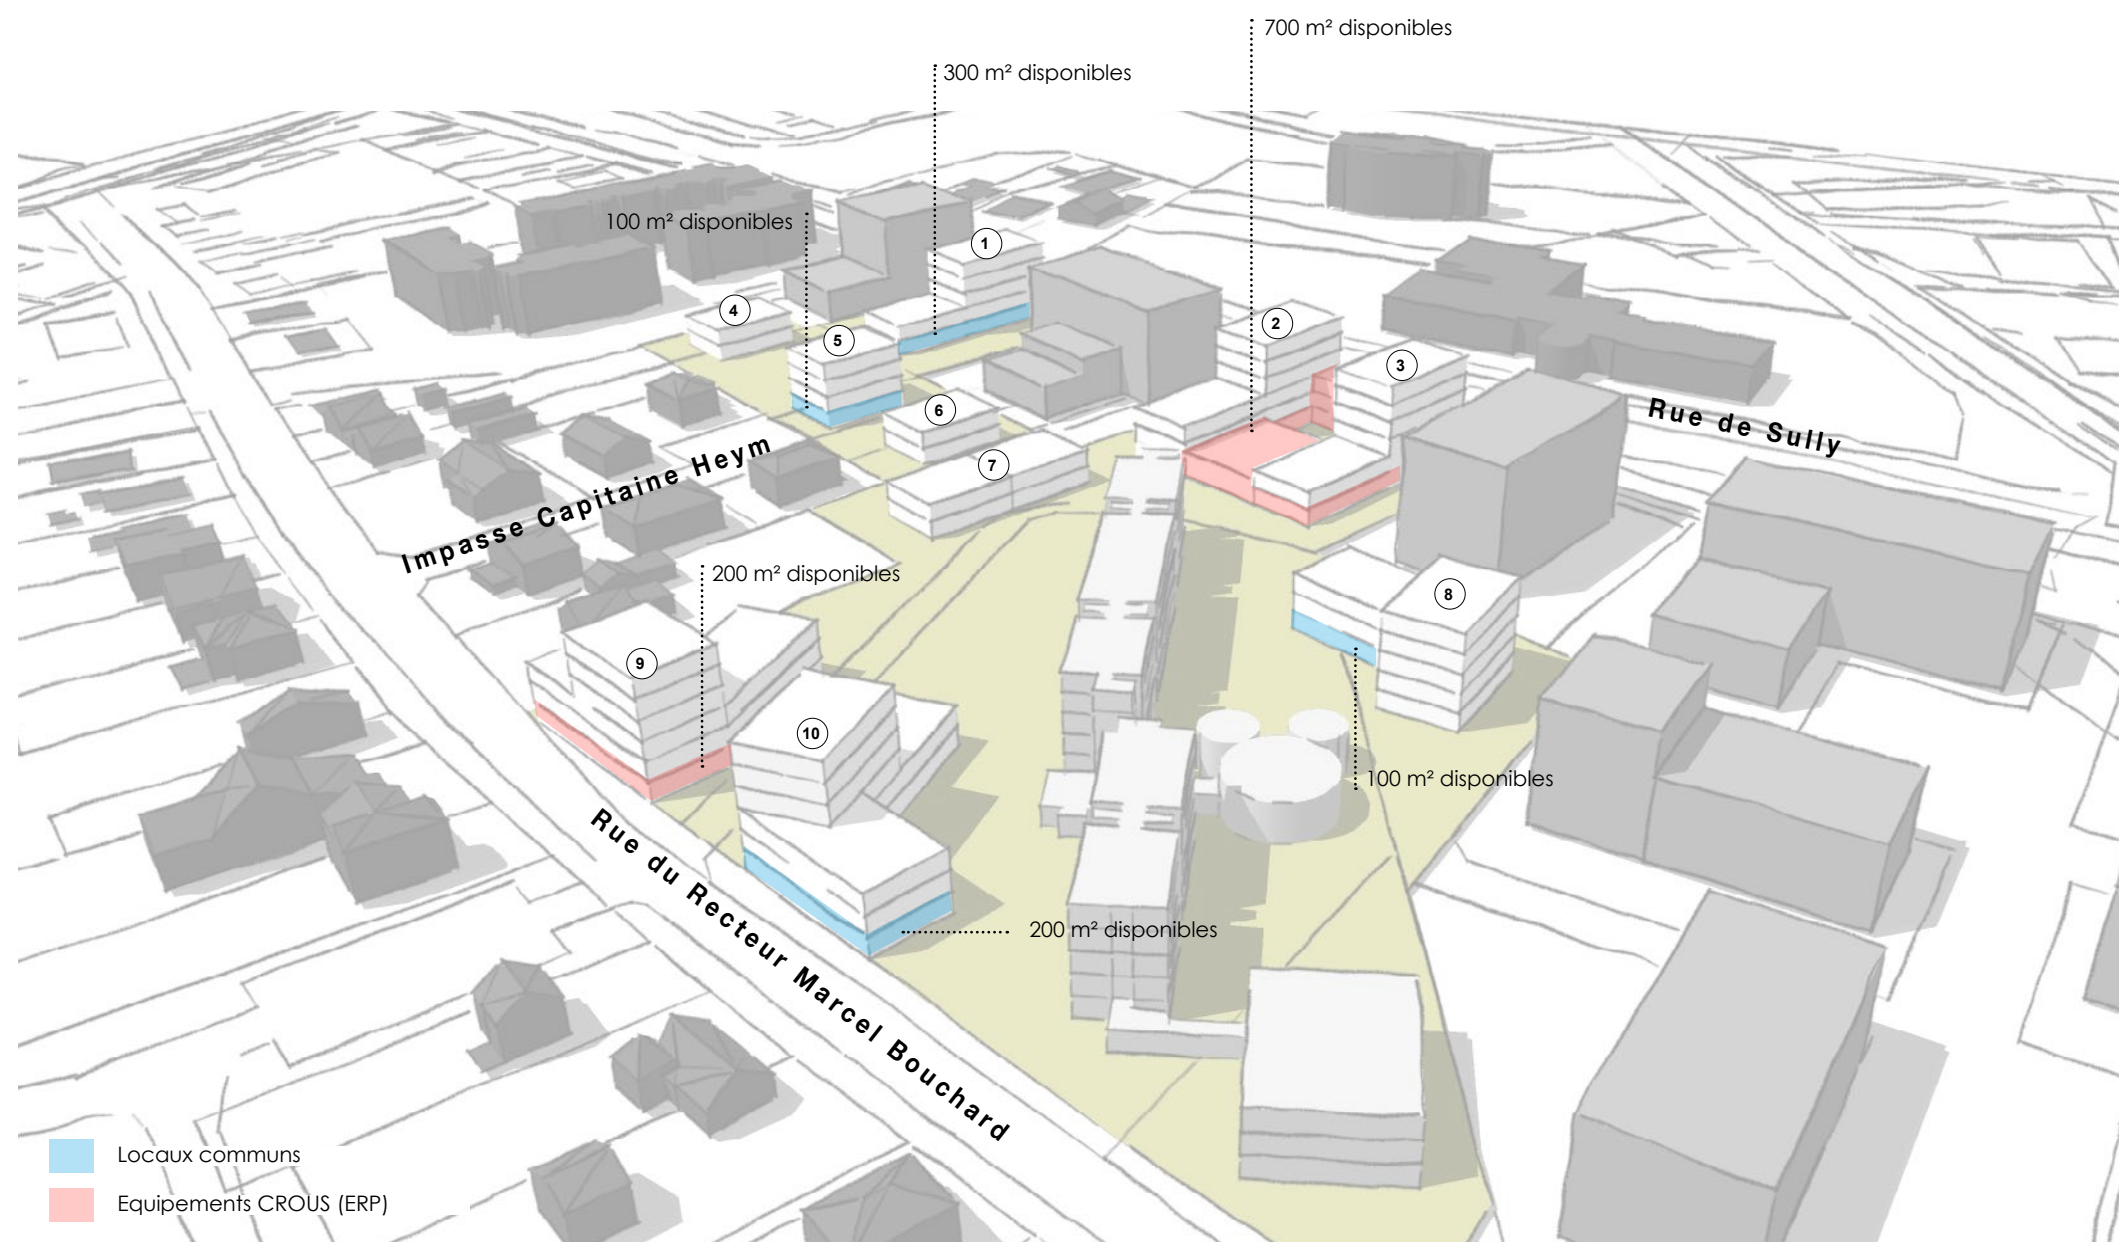 700 m² disponibles
300 m² disponibles
100 m² disponibles
1
4
2
5
3
6
Rue de Sully
7
Impasse Capitaine Heym
200 m² disponibles
8
9
10
100 m² disponibles
Rue du Recteur Marcel Bouchard
200 m² disponibles
Locaux communs
Equipements CROUS (ERP)